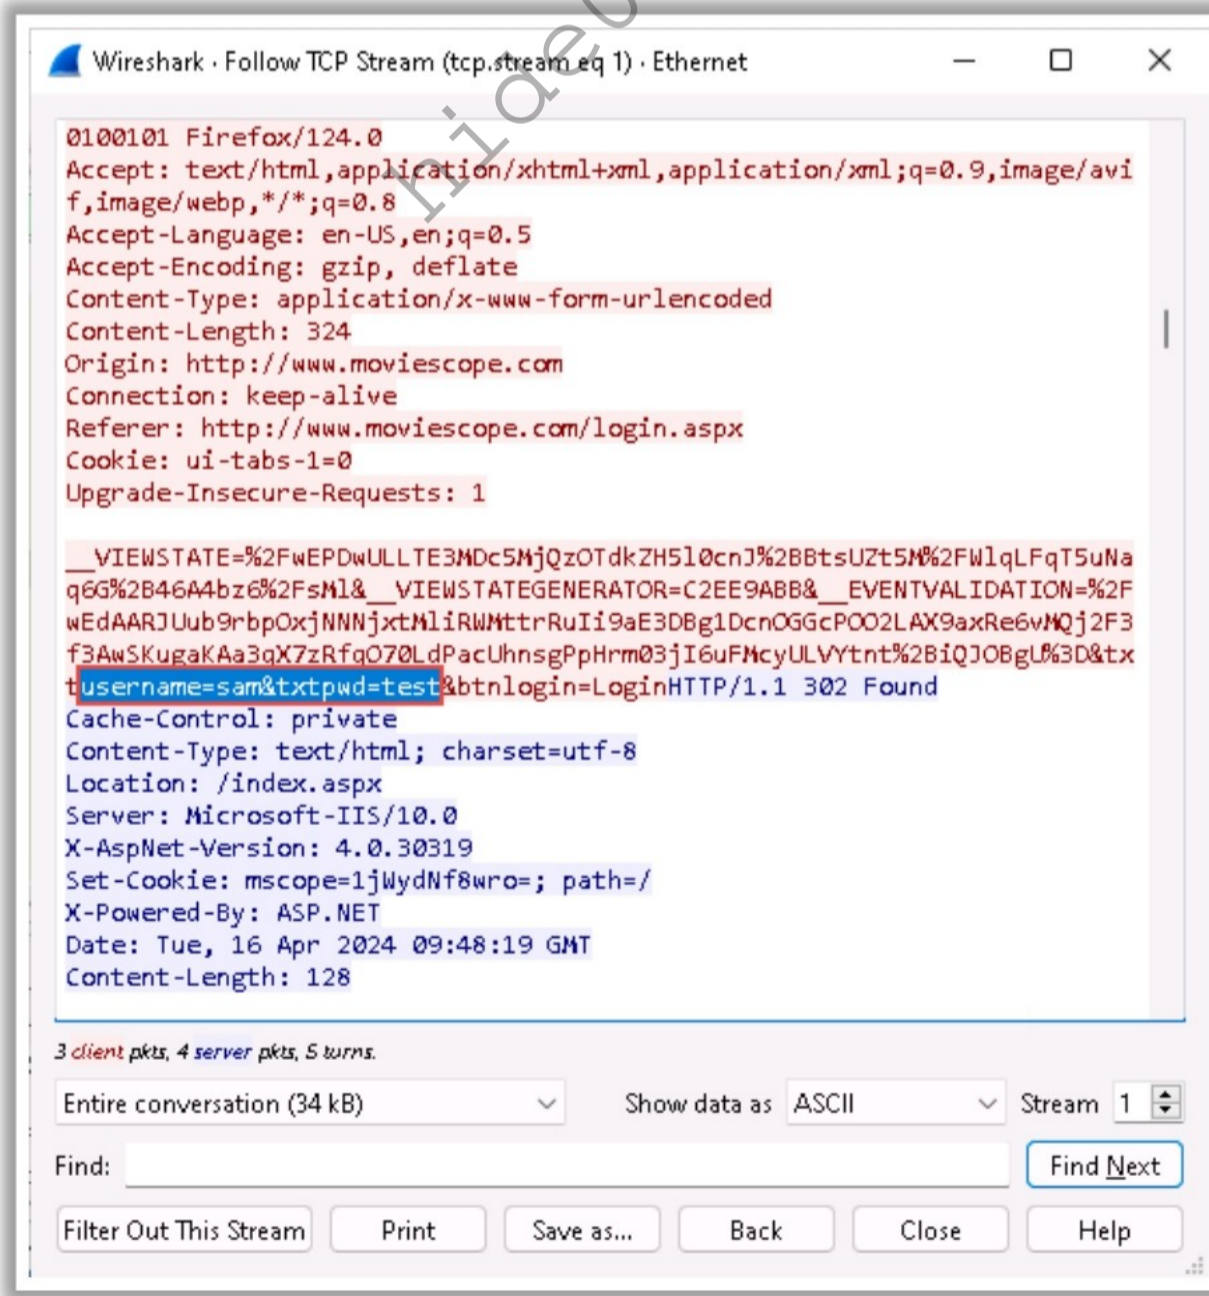 hideo
Wireshark · Follow TCP Stream (tcp.stream eq 1) · Ethernet
0100101 Firefox/124.0
Accept: text/html,application/xhtml+xml,application/xml;q=0.9,image/avi
f,image/webp,*/*;q=0.8
Accept-Language: en-US,en;q=0.5
Accept-Encoding: gzip, deflate
Content-Type: application/x-www-form-urlencoded
Content-Length: 324
Origin: http://www.moviescope.com
Connection: keep-alive
Referer: http://www.moviescope.com/login.aspx
Cookie: ui-tabs-1=0
Upgrade-Insecure-Requests: 1
__VIEWSTATE=%2FwEPDwULLTE3MDc5MjQzOTdkZH5l0cnJ%2BBtsUZt5M%2FWlqLFqT5uNa
q6G%2B46A4bz6%2FsMl&__VIEWSTATEGENERATOR=C2EE9ABB&__EVENTVALIDATION=%2F
wEdAARJUub9rbpOxjNNNjxtMliRWMttrRuIi9aE3DBg1DcnOGGcPOO2LAX9axRe6vMQj2F3
f3AwSKugaKAa3qX7zRfqO70LdPacUhnsgPpHrm03jI6uFMcyULVYtnt%2BiQJOBgU%3D&tx
tusername=sam&txtpwd=test&btnlogin=LoginHTTP/1.1 302 Found
Cache-Control: private
Content-Type: text/html; charset=utf-8
Location: /index.aspx
Server: Microsoft-IIS/10.0
X-AspNet-Version: 4.0.30319
Set-Cookie: mscope=1jWydNf8wro=; path=/
X-Powered-By: ASP.NET
Date: Tue, 16 Apr 2024 09:48:19 GMT
Content-Length: 128
3 client pkts, 4 server pkts, 5 turns.
Entire conversation (34 kB) Show data as ASCII Stream 1
Find: Find Next
Filter Out This Stream Print Save as... Back Close Help